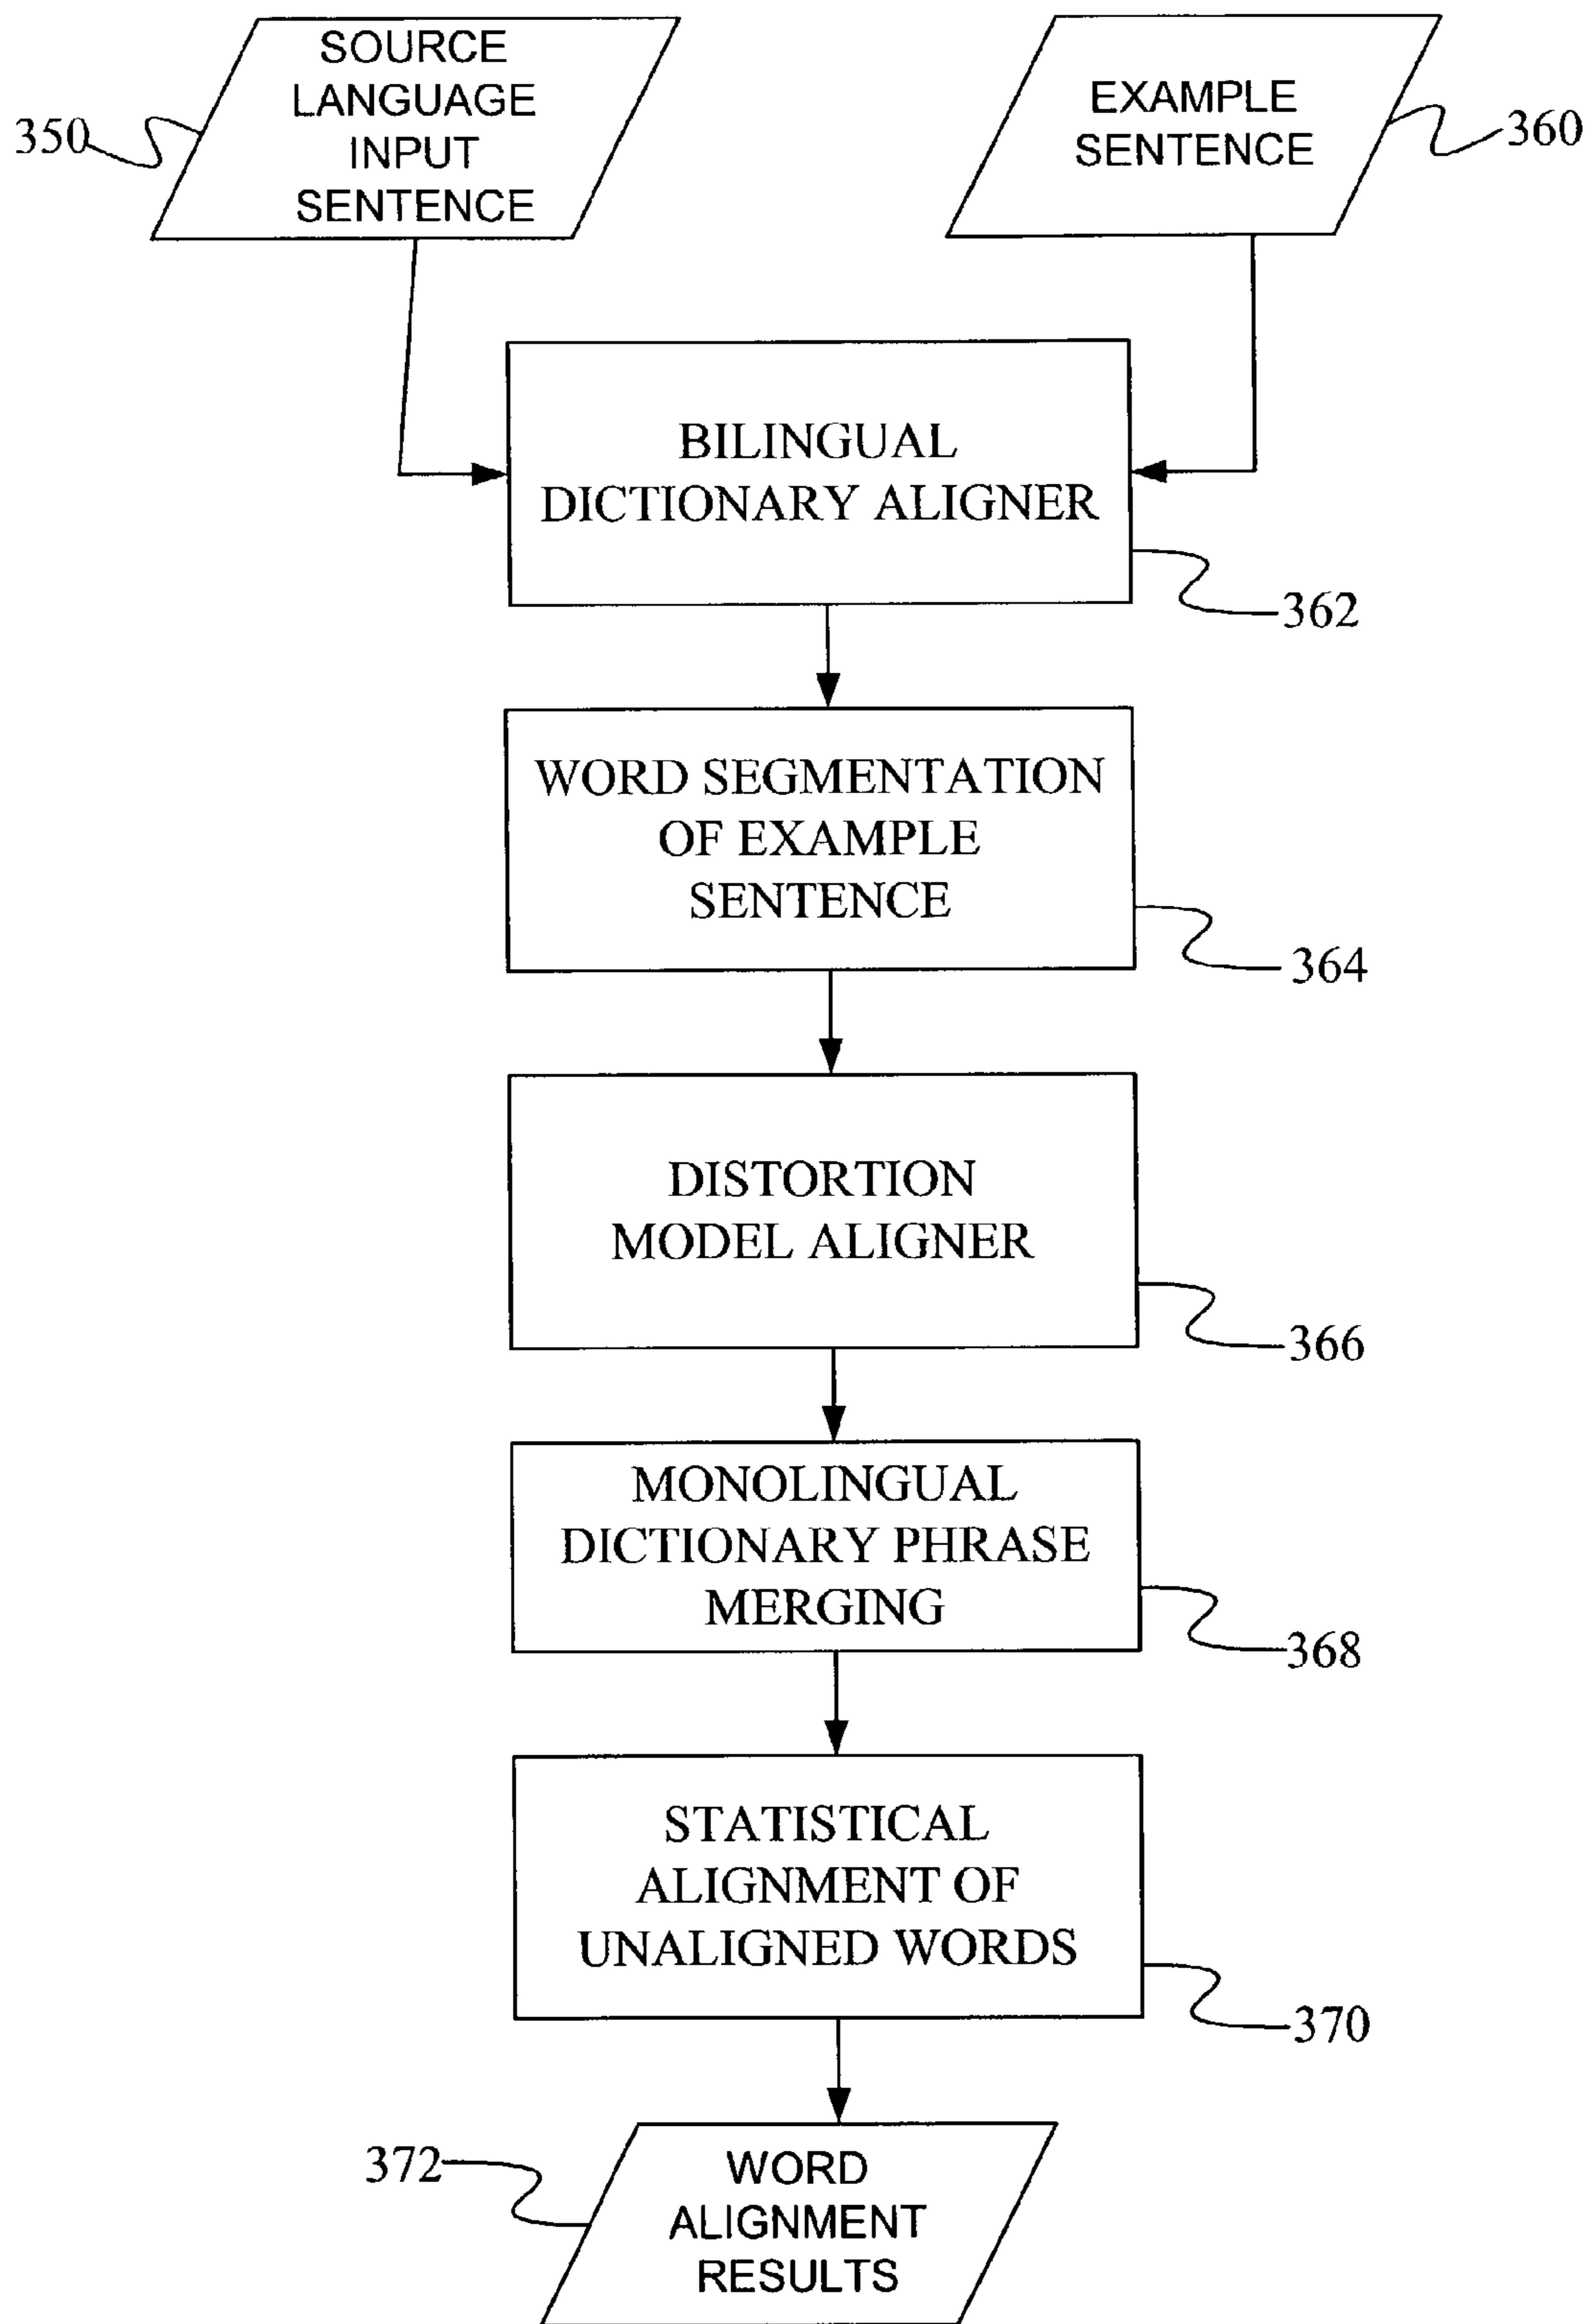 SOURCE
LANGUAGE
INPUT
SENTENCE
350
EXAMPLE
SENTENCE
360
BILINGUAL
DICTIONARY ALIGNER
362
WORD SEGMENTATION
OF EXAMPLE
SENTENCE
364
DISTORTION
MODEL ALIGNER
366
MONOLINGUAL
DICTIONARY PHRASE
MERGING
368
STATISTICAL
ALIGNMENT OF
UNALIGNED WORDS
370
372
WORD
ALIGNMENT
RESULTS